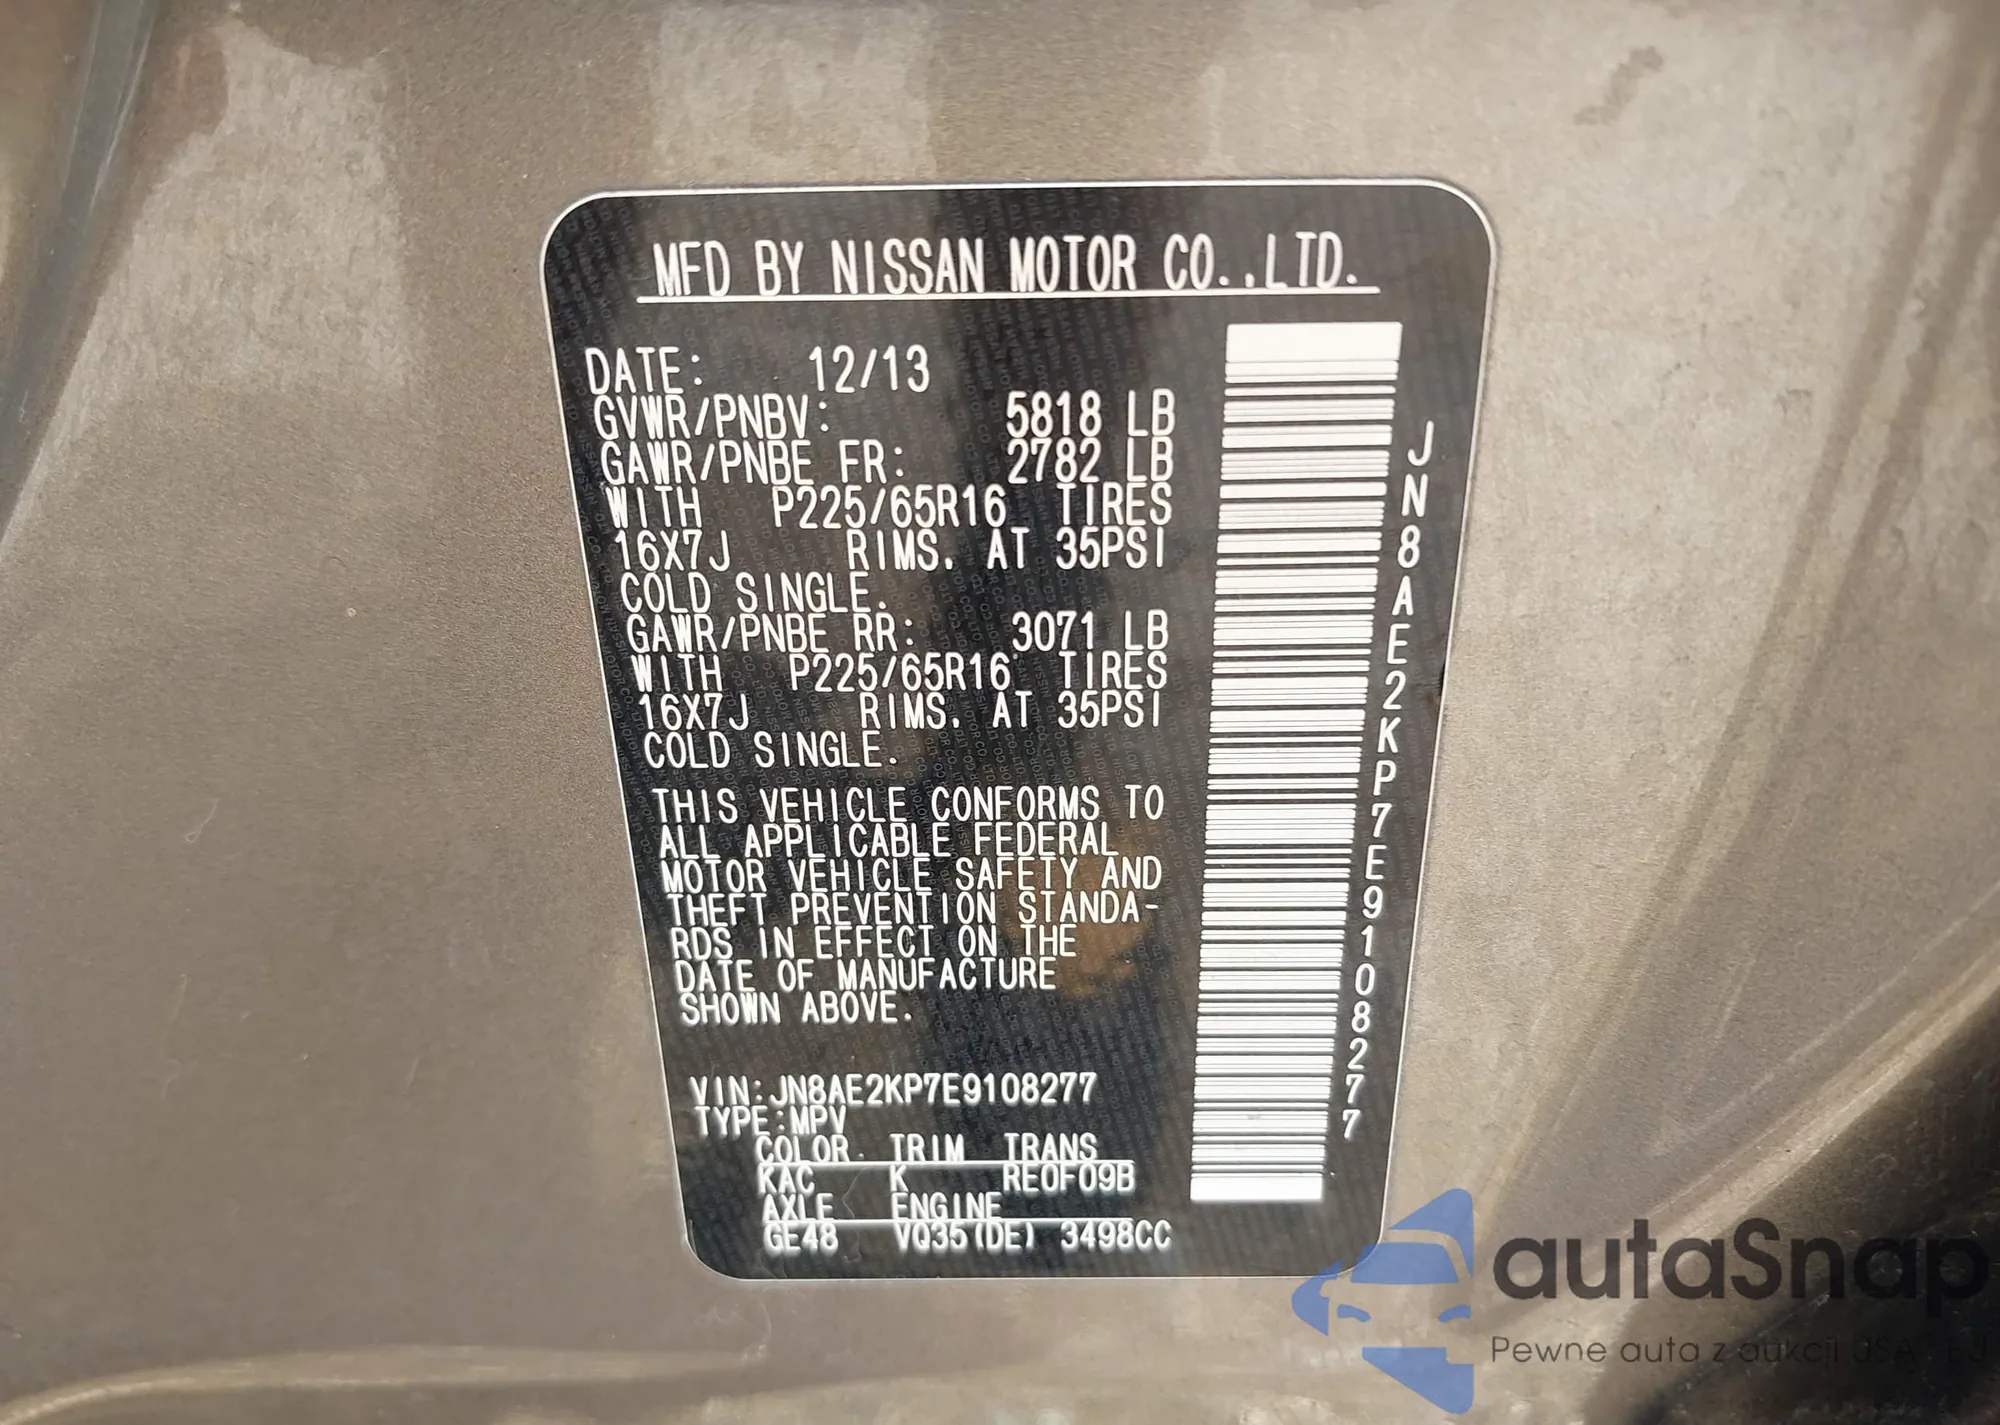 MFD BY NISSAN MOTOR CO.,LTD.
DATE: 12/13
GVWR/PNBV: 5818 LB
GAWR/PNBE FR: 2782 LB
WITH P225/65R16 TIRES
16X7J RIMS. AT 35PSI
COLD SINGLE.
GAWR/PNBE RR: 3071 LB
WITH P225/65R16 TIRES
16X7J RIMS. AT 35PSI
COLD SINGLE.
THIS VEHICLE CONFORMS TO
ALL APPLICABLE FEDERAL
MOTOR VEHICLE SAFETY AND
THEFT PREVENTION STANDA-
RDS IN EFFECT ON THE
DATE OF MANUFACTURE
SHOWN ABOVE.
VIN:JN8AE2KP7E9108277
TYPE:MPV
COLOR TRIM TRANS
KAC K RE0F09B
AXLE ENGINE
GE48 VQ35(DE) 3498CC
JN8AE2KP7E9108277
autaSnap
Pewne auta z aukcji USA